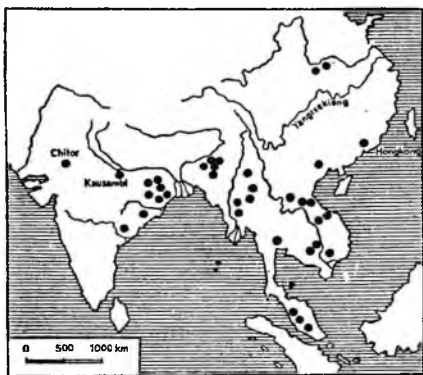 Yangtsekiang
Hongkong
Chitor
Kausambi
0 500 1000 km